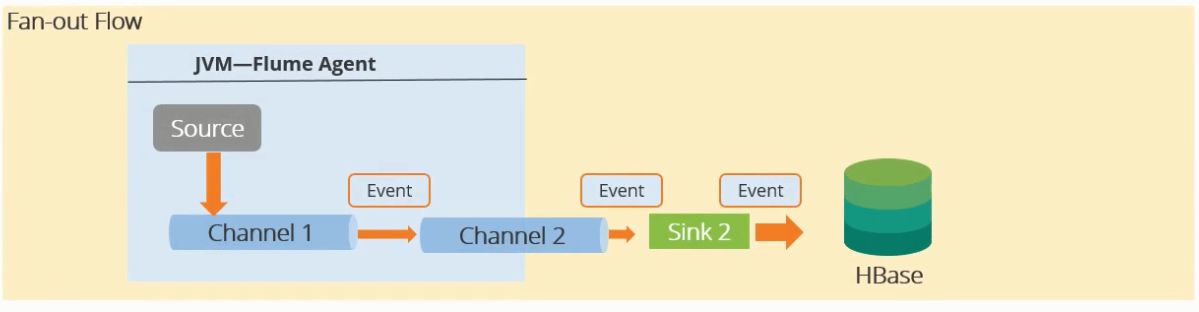 Fan-out Flow
JVM—Flume Agent
Source
Event
Event
Event
Channel 1
Channel 2
Sink 2
HBase